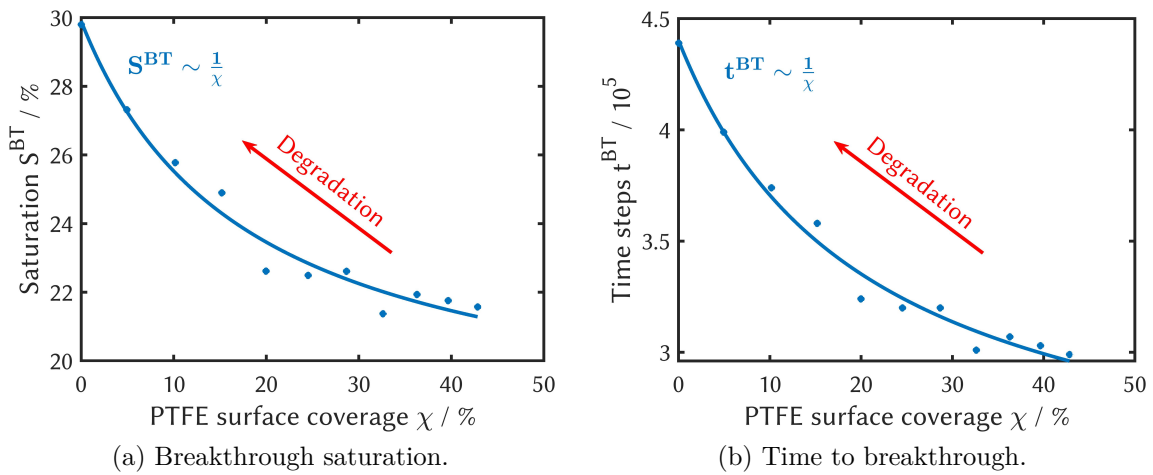 30
28
26
24
22
20
0
10
20
30
40
50
Saturation S^BT / %
S^BT ~ 1/χ
Degradation
PTFE surface coverage χ / %
(a) Breakthrough saturation.
4.5
4
3.5
3
0
10
20
30
40
50
Time steps t^BT / 10^5
t^BT ~ 1/χ
Degradation
PTFE surface coverage χ / %
(b) Time to breakthrough.